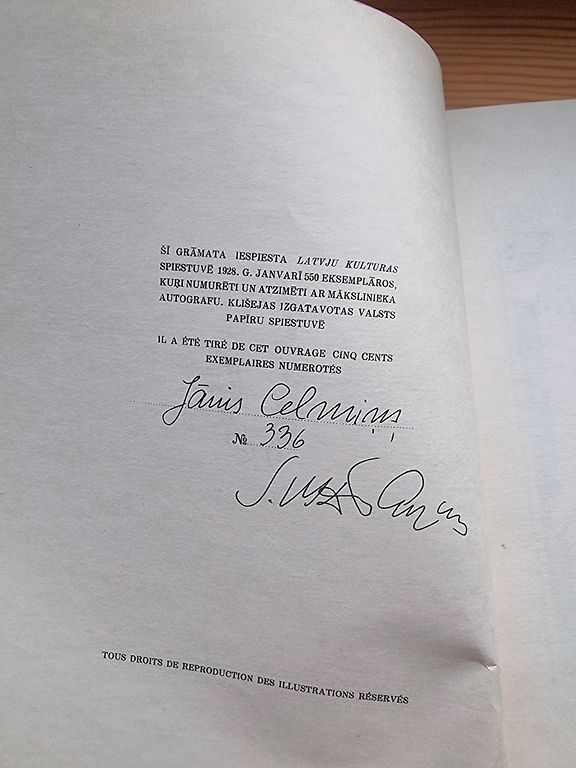 ŠĪ GRĀMATA IESPIESTA LATVJU KULTURAS
SPIESTUVĒ 1928. G. JANVARĪ 550 EKSEMPLĀROS,
KUŖI NUMURĒTI UN ATZIMĒTI AR MĀKSLINIEKA
AUTOGRAFU. KLIŠEJAS IZGATAVOTAS VALSTS
PAPĪRU SPIESTUVĒ
IL A ÉTÉ TIRÉ DE CET OUVRAGE CINQ CENTS
EXEMPLAIRES NUMEROTÉS
Jānis Celmiņš
№ 336
TOUS DROITS DE REPRODUCTION DES ILLUSTRATIONS RÉSERVÉS